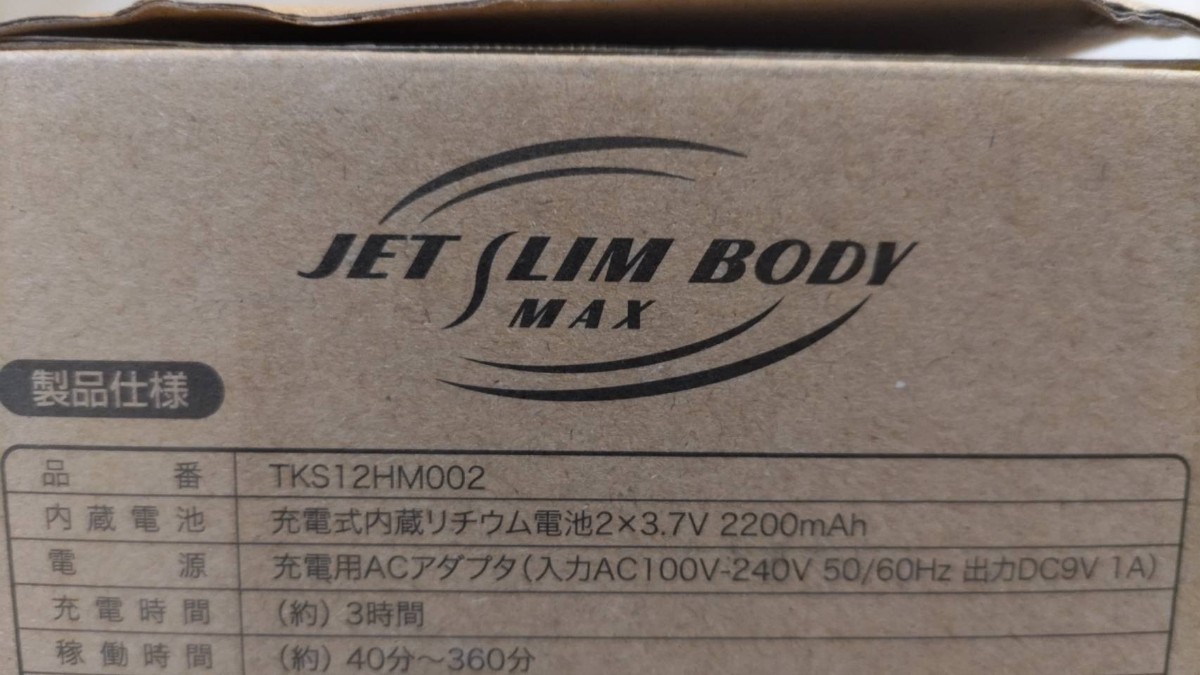 JET SLIM BODY
MAX
製品仕様
品番 TKS12HM002
内蔵電池 充電式内蔵リチウム電池2×3.7V 2200mAh
電源 充電用ACアダプタ(入力AC100V-240V 50/60Hz 出力DC9V 1A)
充電時間 (約) 3時間
稼働時間 (約) 40分〜360分